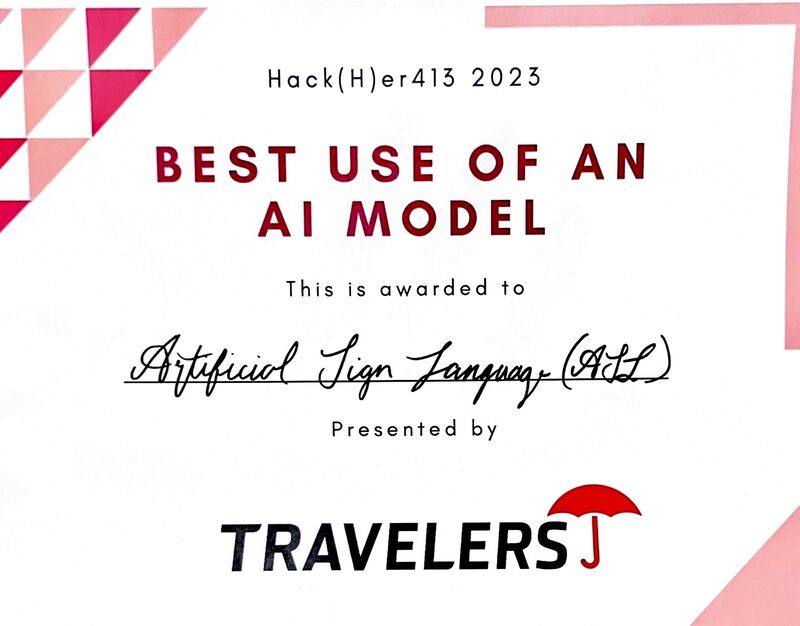 Hack(H)er413 2023
BEST USE OF AN
AI MODEL
This is awarded to
Artificial Sign Language (ASL)
Presented by
TRAVELERS